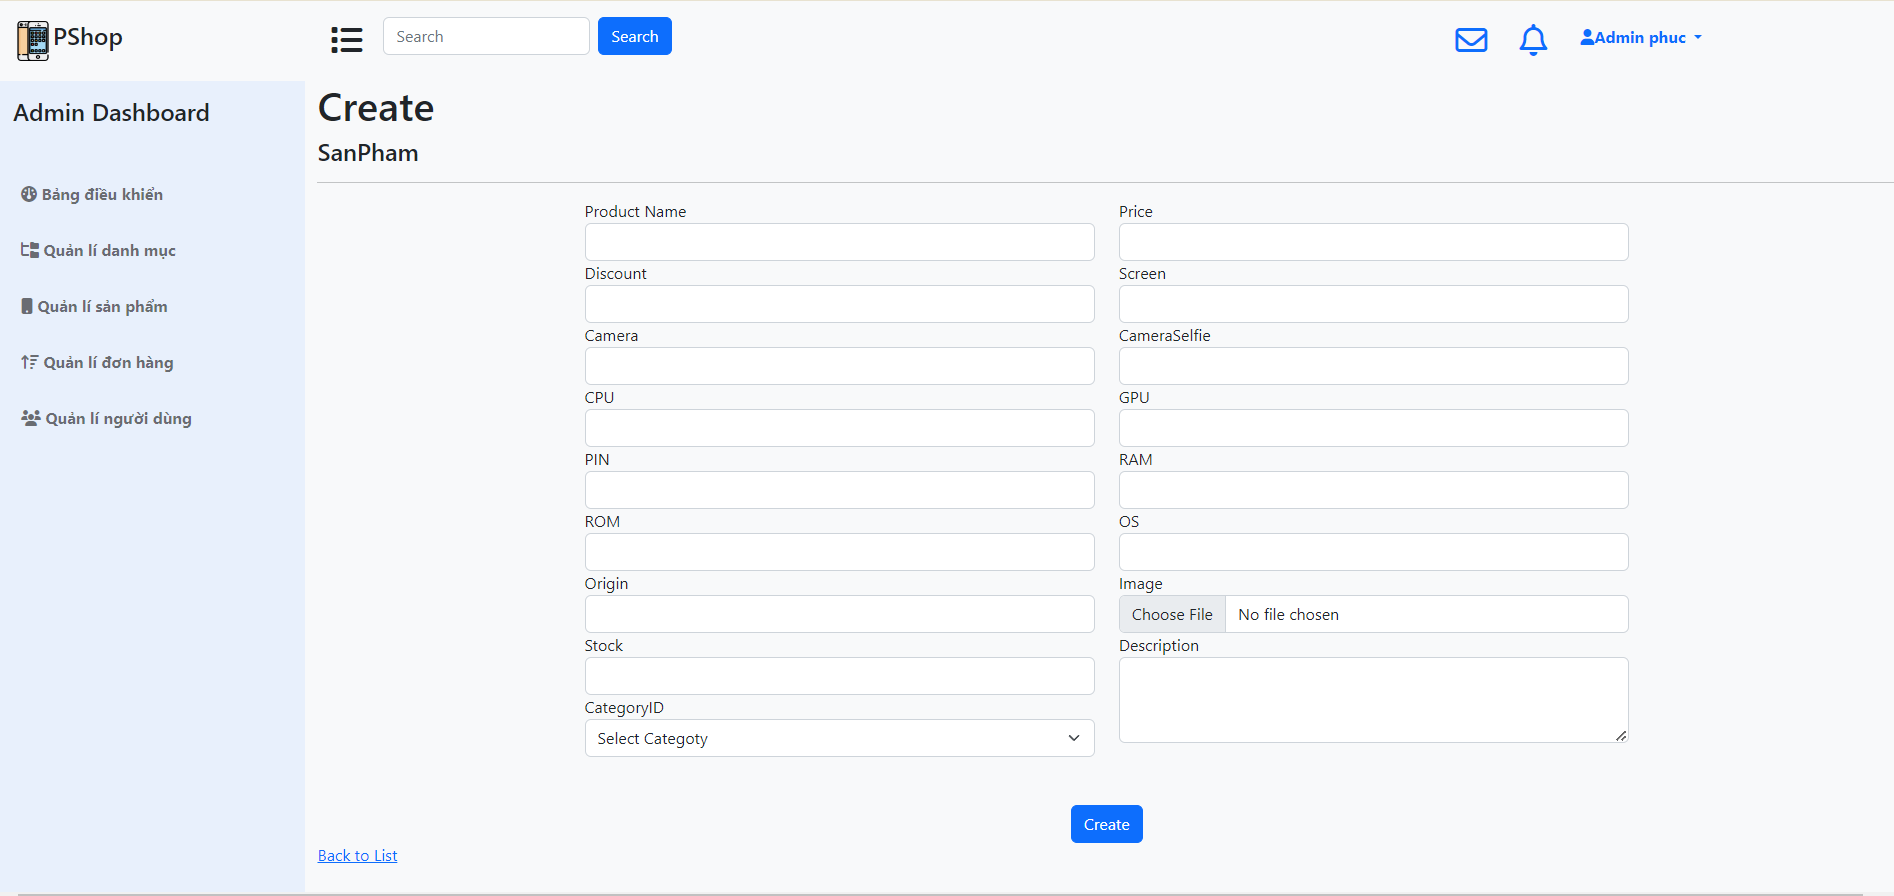 PShop
Search
Search
Admin phuc
Admin Dashboard
Bảng điều khiển
Quản lí danh mục
Quản lí sản phẩm
Quản lí đơn hàng
Quản lí người dùng
Create
SanPham
Product Name
Price
Discount
Screen
Camera
CameraSelfie
CPU
GPU
PIN
RAM
ROM
OS
Origin
Image
Choose File No file chosen
Stock
Description
CategoryID
Select Categoty
Create
Back to List